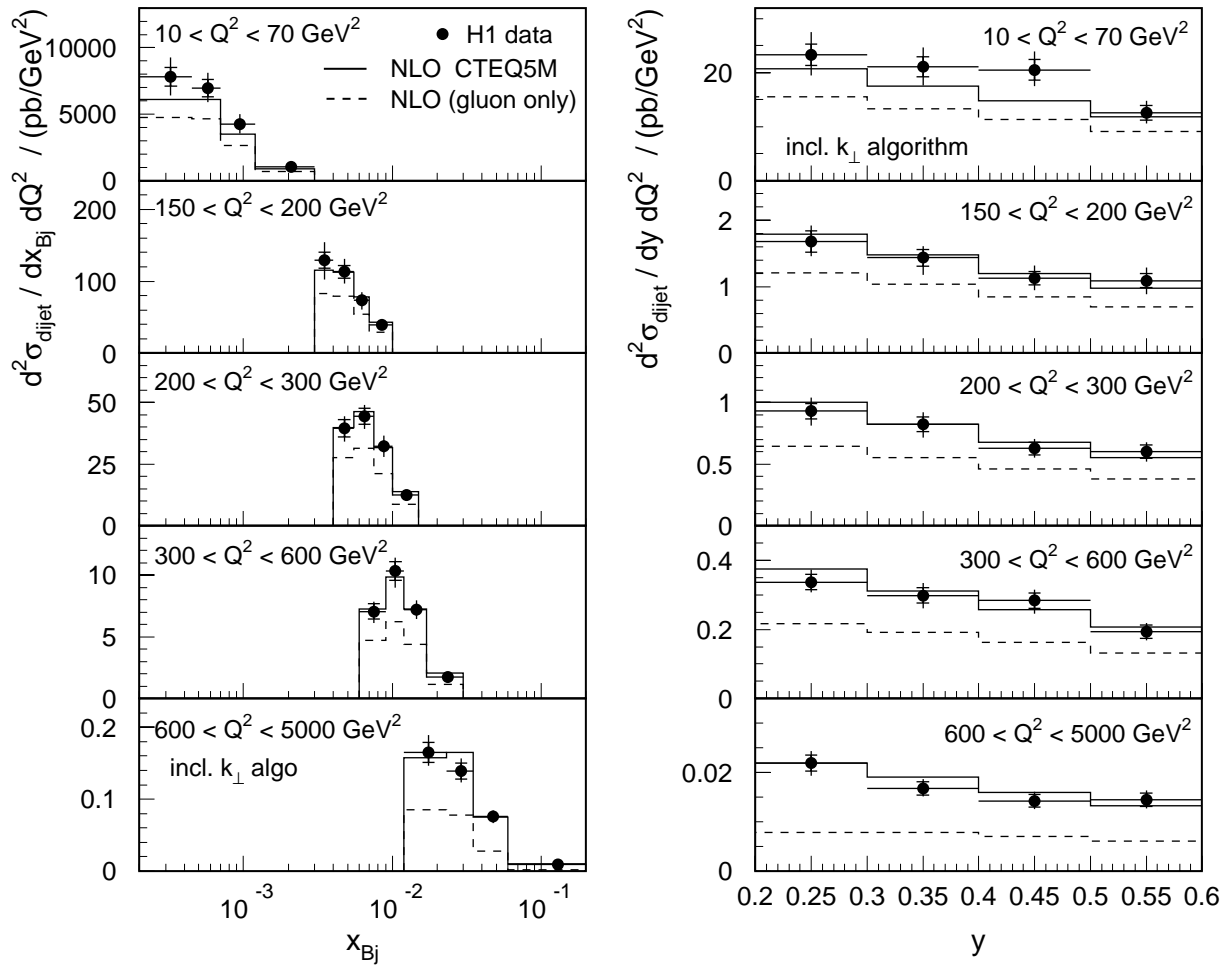 d²σ_dijet / dx_Bj dQ² / (pb/GeV²)
10 < Q² < 70 GeV²
H1 data
NLO CTEQ5M
NLO (gluon only)
10000
5000
0
150 < Q² < 200 GeV²
200
100
0
200 < Q² < 300 GeV²
50
25
0
300 < Q² < 600 GeV²
10
5
0
600 < Q² < 5000 GeV²
incl. k⊥ algo
0.2
0.1
0
10⁻³ 10⁻² 10⁻¹
x_Bj
d²σ_dijet / dy dQ² / (pb/GeV²)
10 < Q² < 70 GeV²
20
incl. k⊥ algorithm
0
150 < Q² < 200 GeV²
2
1
0
200 < Q² < 300 GeV²
1
0.5
0
300 < Q² < 600 GeV²
0.4
0.2
0
600 < Q² < 5000 GeV²
0.02
0
0.2 0.25 0.3 0.35 0.4 0.45 0.5 0.55 0.6
y